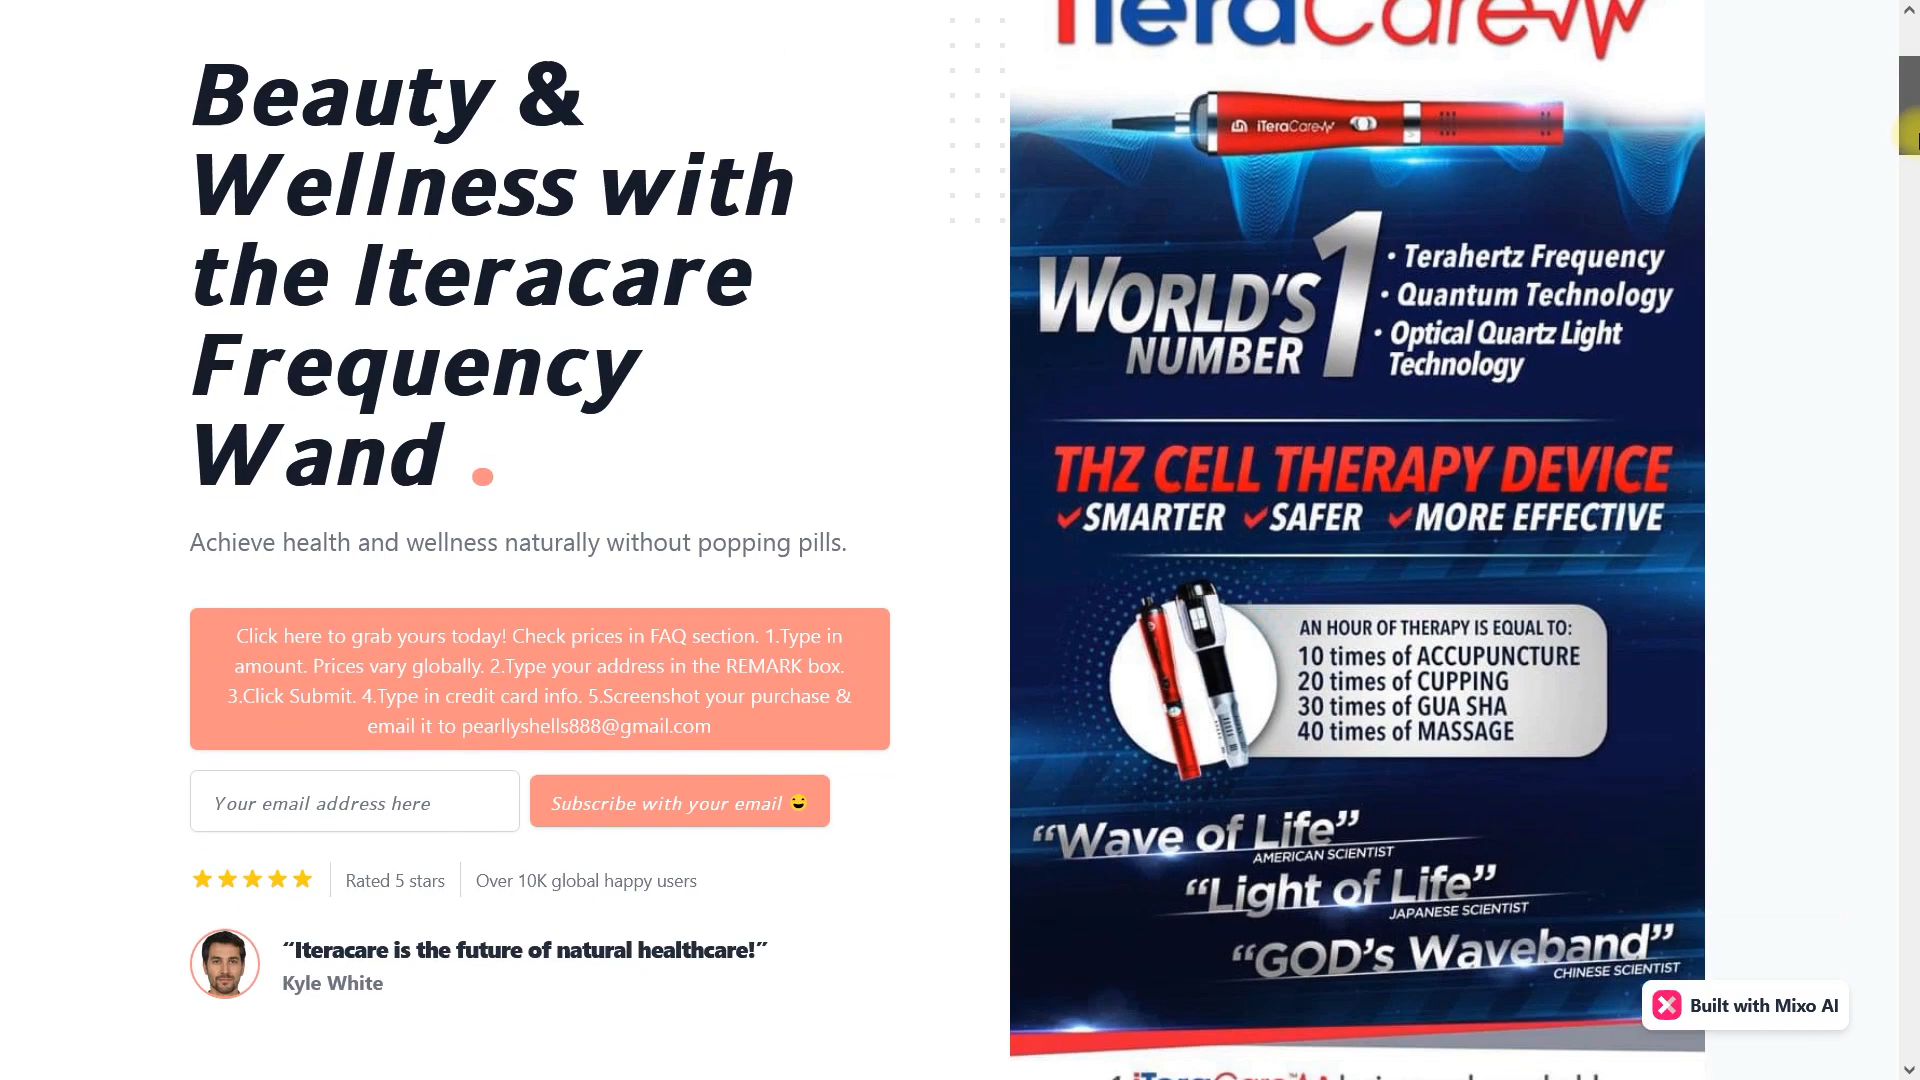 Beauty &
Wellness with
the Iteracare
Frequency
Wand .
Achieve health and wellness naturally without popping pills.
Click here to grab yours today! Check prices in FAQ section. 1.Type in
amount. Prices vary globally. 2.Type your address in the REMARK box.
3.Click Submit. 4.Type in credit card info. 5.Screenshot your purchase &
email it to pearllyshells888@gmail.com
Your email address here
Subscribe with your email
Rated 5 stars
Over 10K global happy users
“Iteracare is the future of natural healthcare!”
Kyle White
iTeraCare
iTeraCare
WORLD'S
NUMBER 1
• Terahertz Frequency
• Quantum Technology
• Optical Quartz Light
Technology
THZ CELL THERAPY DEVICE
SMARTER SAFER MORE EFFECTIVE
AN HOUR OF THERAPY IS EQUAL TO:
10 times of ACCUPUNCTURE
20 times of CUPPING
30 times of GUA SHA
40 times of MASSAGE
“Wave of Life”
AMERICAN SCIENTIST
“Light of Life”
JAPANESE SCIENTIST
“GOD's Waveband”
CHINESE SCIENTIST
Built with Mixo AI